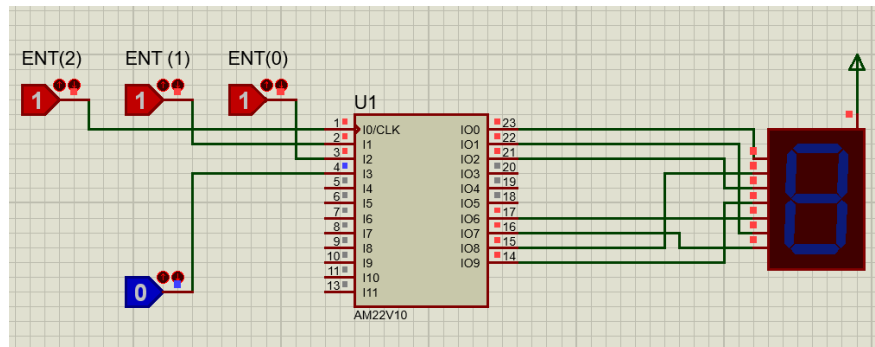 ENT(2) ENT (1) ENT(0)
1 1 1
U1
1 I0/CLK IO0 23
2 I1 IO1 22
3 I2 IO2 21
4 I3 IO3 20
5 I4 IO4 19
6 I5 IO5 18
7 I6 IO6 17
8 I7 IO7 16
9 I8 IO8 15
10 I9 IO9 14
11 I10
13 I11
0
AM22V10